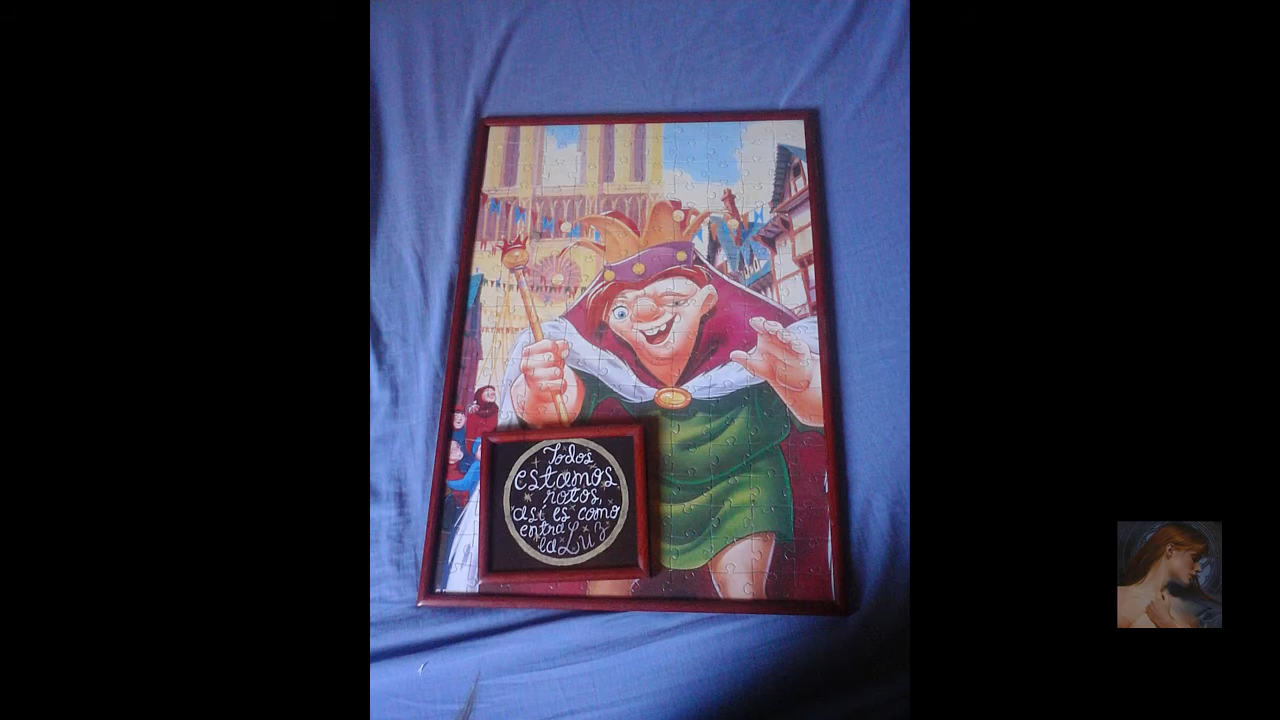 Todos
estamos
rotos,
así es como
entra
la Luz